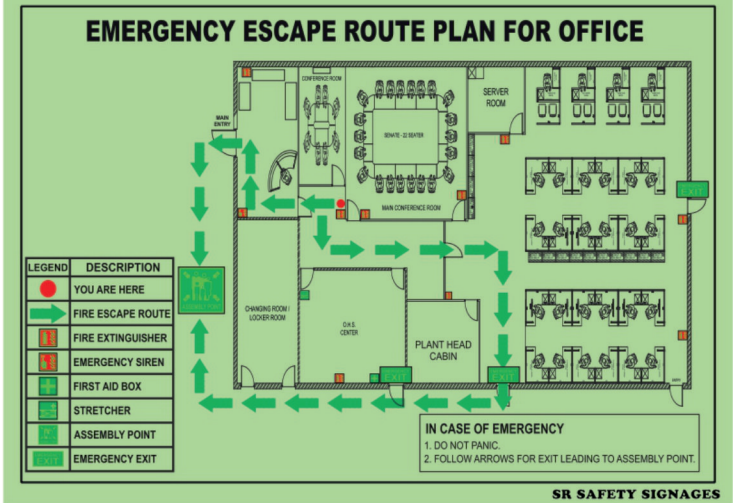 EMERGENCY ESCAPE ROUTE PLAN FOR OFFICE
CONFERENCE ROOM
SERVER
ROOM
MAIN
ENTRY
SENATE - 22 SEATER
EXIT
MAIN CONFERENCE ROOM
LEGEND DESCRIPTION
YOU ARE HERE
FIRE ESCAPE ROUTE
FIRE EXTINGUISHER
EMERGENCY SIREN
FIRST AID BOX
STRETCHER
ASSEMBLY POINT
EXIT EMERGENCY EXIT
ASSEMBLY POINT
CHANGING ROOM /
LOCKER ROOM
O.H.S.
CENTER
PLANT HEAD
CABIN
EXIT
EXIT
IN CASE OF EMERGENCY
1. DO NOT PANIC.
2. FOLLOW ARROWS FOR EXIT LEADING TO ASSEMBLY POINT.
SR SAFETY SIGNAGES